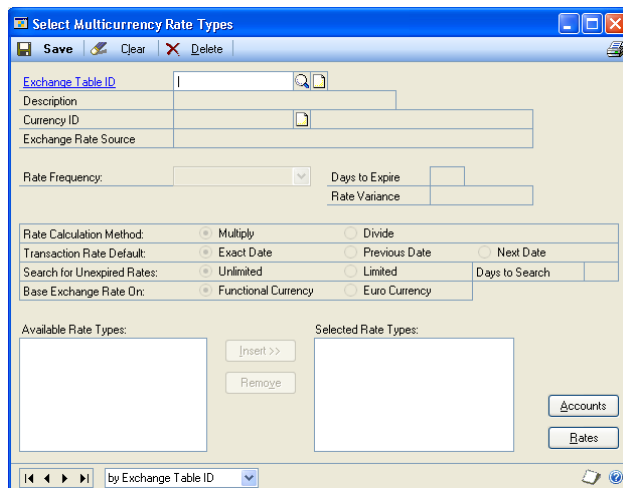 Select Multicurrency Rate Types
Save Clear Delete
Exchange Table ID
Description
Currency ID
Exchange Rate Source
Rate Frequency: Days to Expire
Rate Variance
Rate Calculation Method: Multiply Divide
Transaction Rate Default: Exact Date Previous Date Next Date
Search for Unexpired Rates: Unlimited Limited Days to Search
Base Exchange Rate On: Functional Currency Euro Currency
Available Rate Types: Selected Rate Types:
Insert >>
Remove
Accounts
Rates
by Exchange Table ID